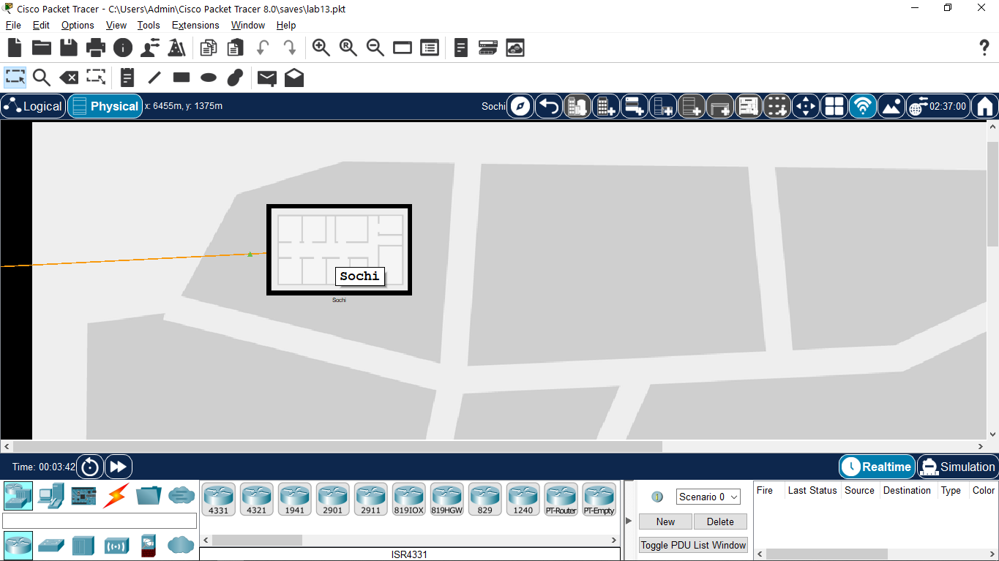 Cisco Packet Tracer - C:\Users\Admin\Cisco Packet Tracer 8.0\saves\lab13.pkt
File Edit Options View Tools Extensions Window Help
Logical Physical x: 6455m, y: 1375m Sochi 02:37:00
Sochi
Sochi
Time: 00:03:42 Realtime Simulation
4331 4321 1941 2901 2911 819IOX 819HGW 829 1240 PT-Router PT-Empty
ISR4331
Scenario 0
New Delete
Toggle PDU List Window
Fire Last Status Source Destination Type Color